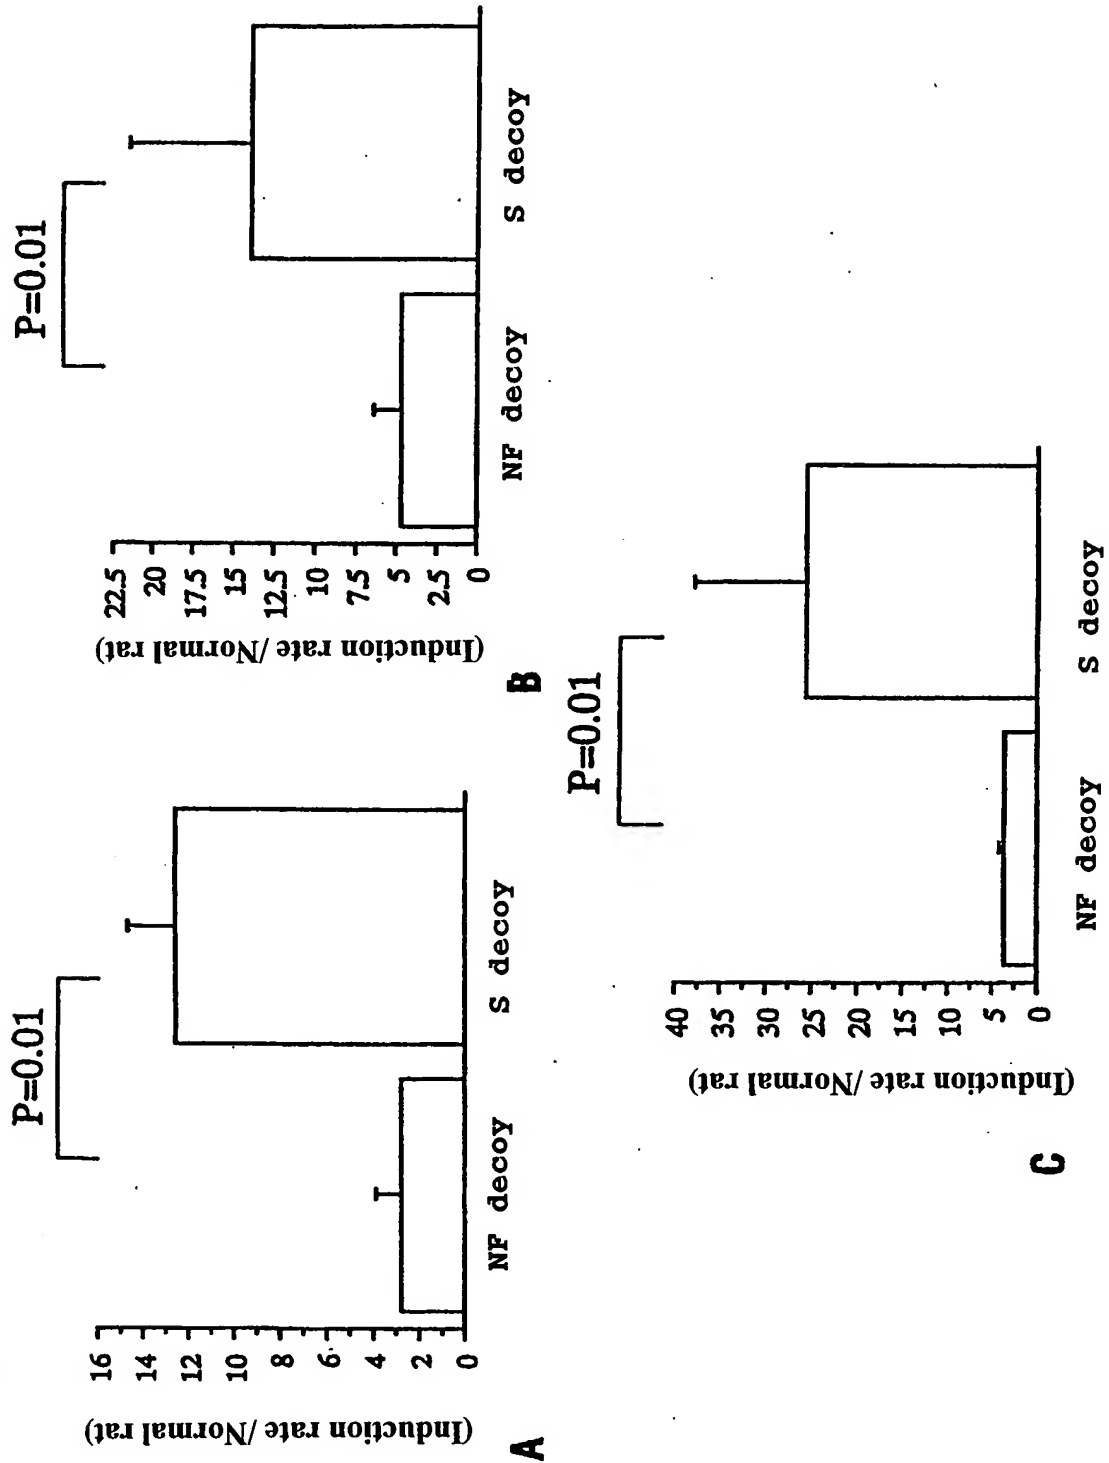 A
(Induction rate/Normal rat)
16
14
12
10
8
6
4
2
0
P=0.01
NF decoy
S decoy
B
(Induction rate/Normal rat)
22.5
20
17.5
15
12.5
10
7.5
5
2.5
0
P=0.01
NF decoy
S decoy
C
(Induction rate/Normal rat)
40
35
30
25
20
15
10
5
0
P=0.01
NF decoy
S decoy